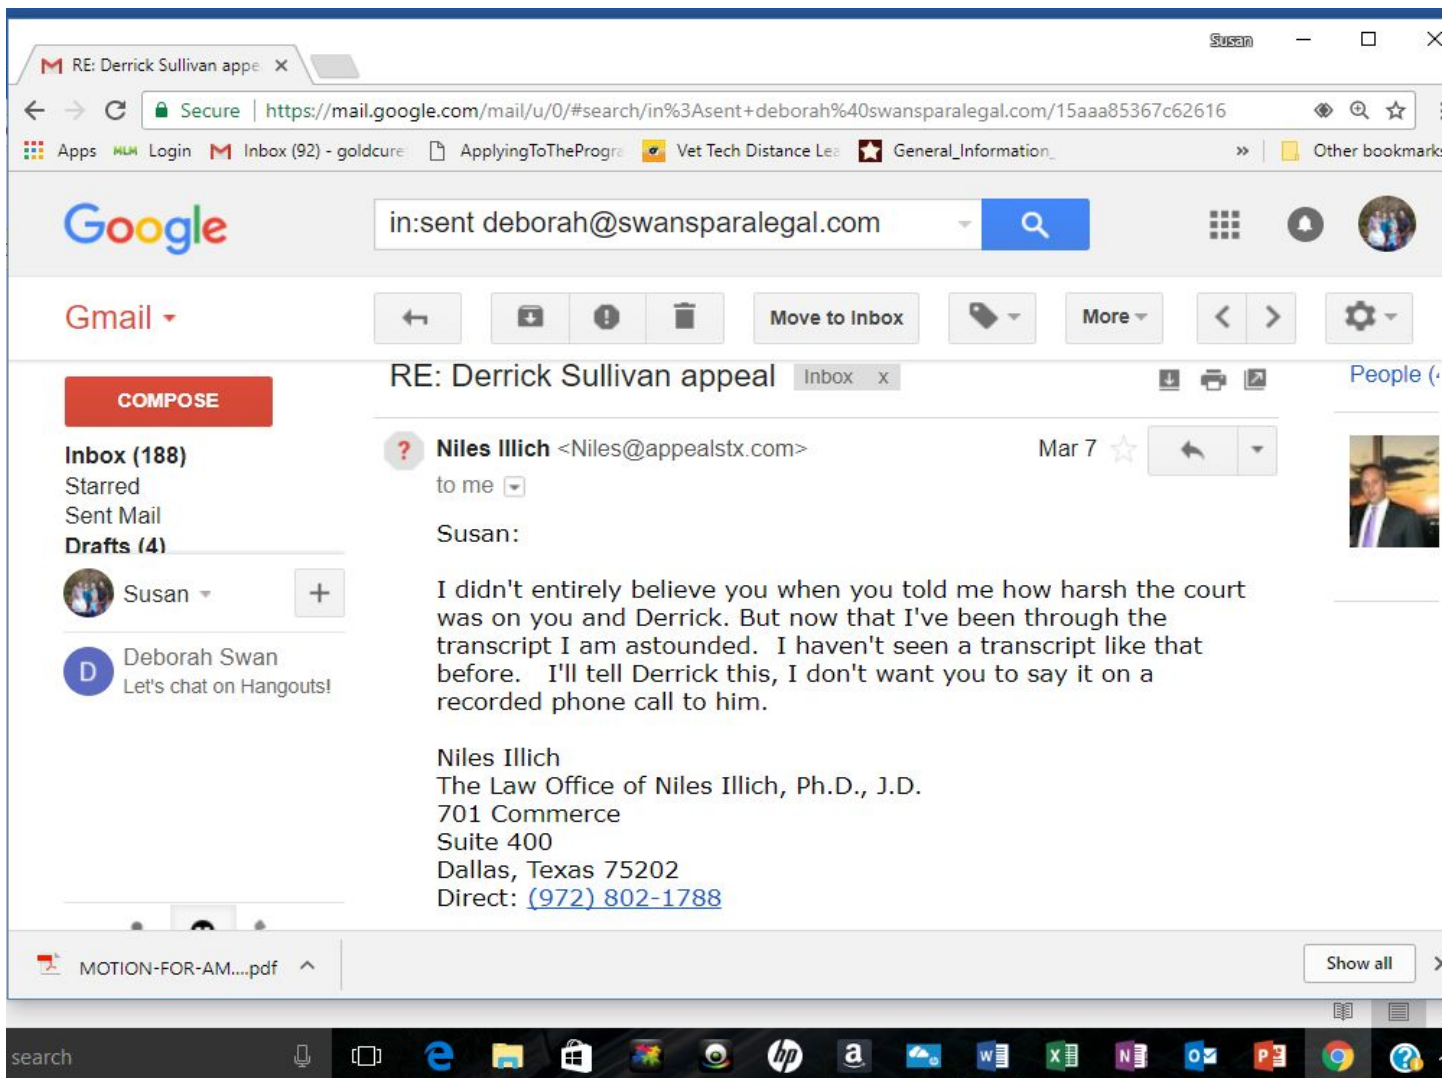 Susan
RE: Derrick Sullivan appe
Secure | https://mail.google.com/mail/u/0/#search/in%3Asent+deborah%40swansparalegal.com/15aaa85367c62616
Apps MLM Login Inbox (92) - goldcure ApplyingToTheProgra Vet Tech Distance Lea General_Information_ » Other bookmarks
Google in:sent deborah@swansparalegal.com
Gmail Move to Inbox More
RE: Derrick Sullivan appeal Inbox x People (4
COMPOSE
Niles Illich <Niles@appealstx.com> Mar 7
to me
Inbox (188)
Starred
Sent Mail
Drafts (4)
Susan +
D Deborah Swan
Let's chat on Hangouts!
Susan:
I didn't entirely believe you when you told me how harsh the court
was on you and Derrick. But now that I've been through the
transcript I am astounded. I haven't seen a transcript like that
before. I'll tell Derrick this, I don't want you to say it on a
recorded phone call to him.
Niles Illich
The Law Office of Niles Illich, Ph.D., J.D.
701 Commerce
Suite 400
Dallas, Texas 75202
Direct: (972) 802-1788
MOTION-FOR-AM....pdf Show all
search